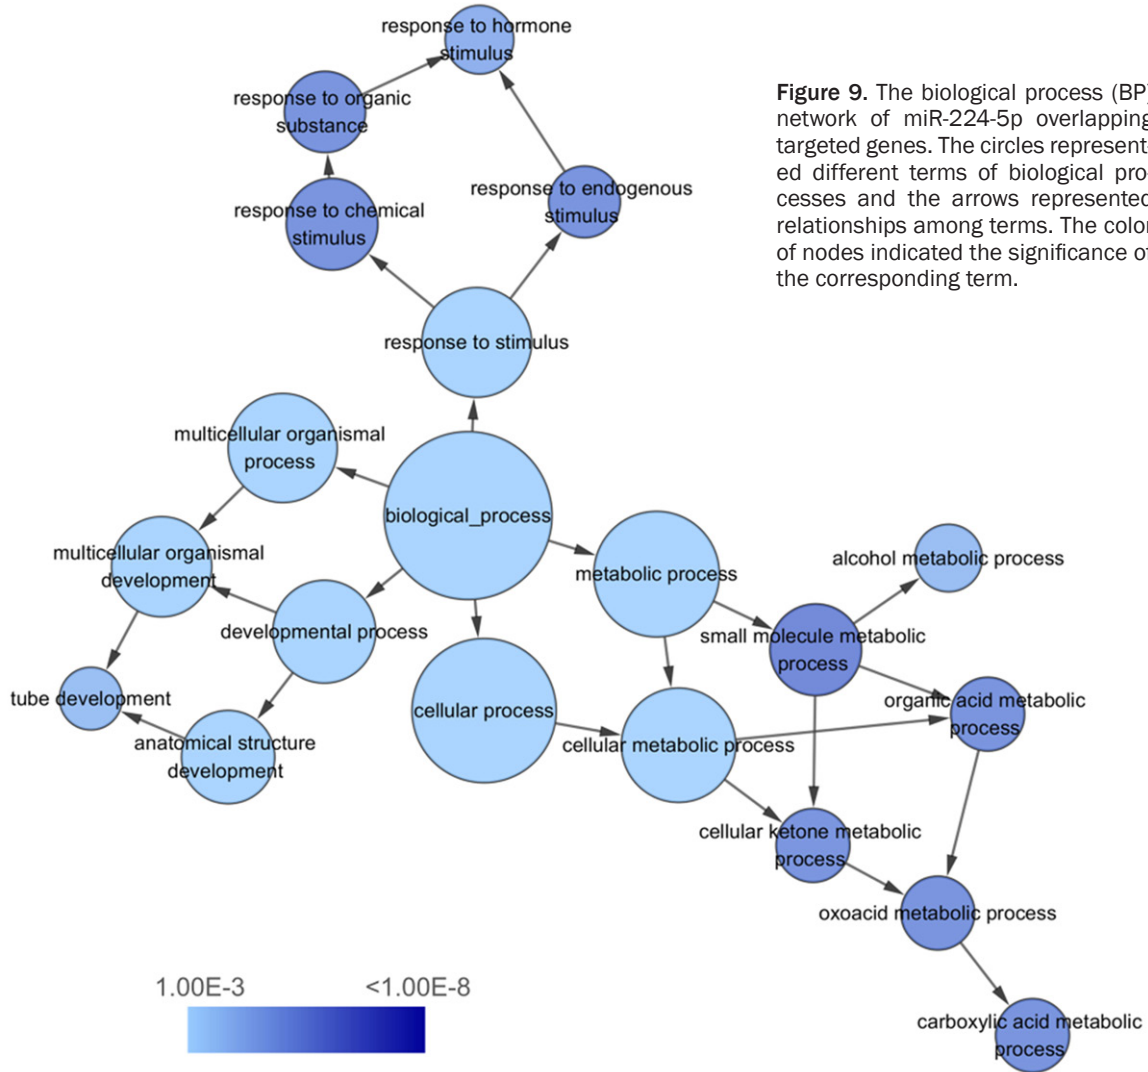 response to hormone
stimulus
response to organic
substance
response to chemical
stimulus
response to endogenous
stimulus
response to stimulus
Figure 9. The biological process (BP)
network of miR-224-5p overlapping
targeted genes. The circles represent-
ed different terms of biological pro-
cesses and the arrows represented
relationships among terms. The color
of nodes indicated the significance of
the corresponding term.
multicellular organismal
process
biological_process
multicellular organismal
development
developmental process
tube development
anatomical structure
development
cellular process
metabolic process
alcohol metabolic process
small molecule metabolic
process
organic acid metabolic
process
cellular metabolic process
cellular ketone metabolic
process
oxoacid metabolic process
carboxylic acid metabolic
process
1.00E-3
<1.00E-8